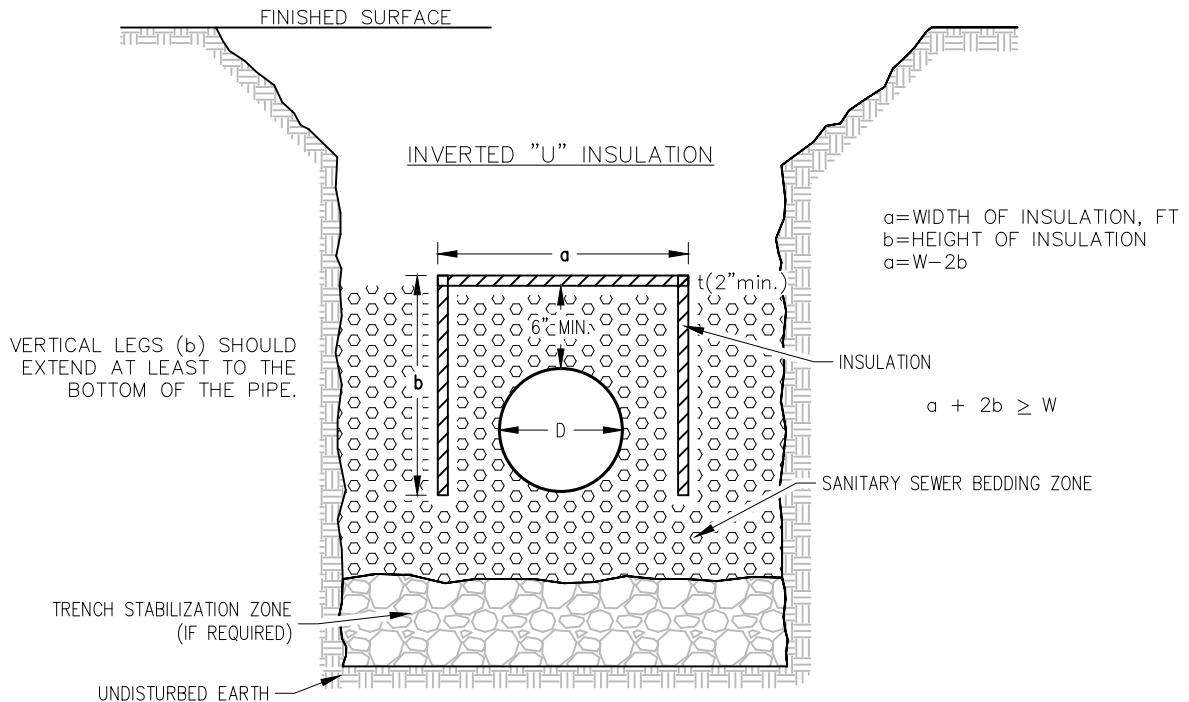 FINISHED SURFACE
INVERTED "U" INSULATION
a=WIDTH OF INSULATION, FT
b=HEIGHT OF INSULATION
a=W-2b
a
t(2"min.)
6" MIN.
VERTICAL LEGS (b) SHOULD
EXTEND AT LEAST TO THE
BOTTOM OF THE PIPE.
b
INSULATION
a + 2b ≥ W
D
SANITARY SEWER BEDDING ZONE
TRENCH STABILIZATION ZONE
(IF REQUIRED)
UNDISTURBED EARTH